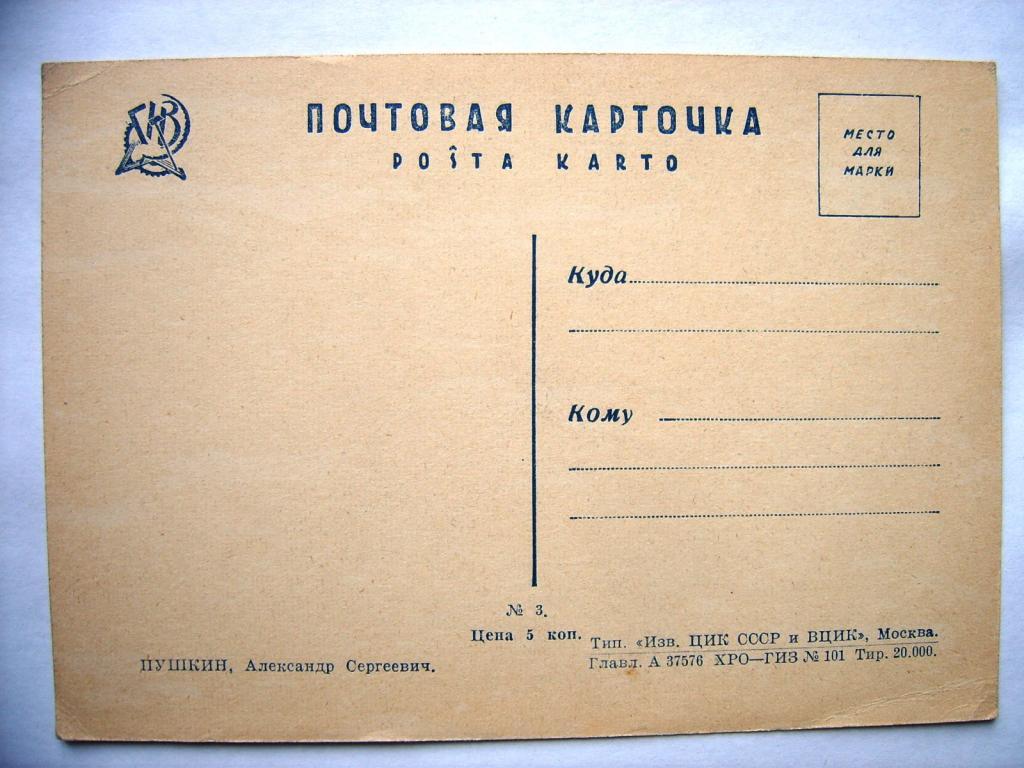 ПОЧТОВАЯ КАРТОЧКА
POŜTA KARTO
МЕСТО
ДЛЯ
МАРКИ
Куда
Кому
№ 3.
Цена 5 коп.
ПУШКИН, Александр Сергеевич.
Тип. «Изв. ЦИК СССР и ВЦИК», Москва.
Главл. А 37576 ХРО—ГИЗ № 101 Тир. 20.000.